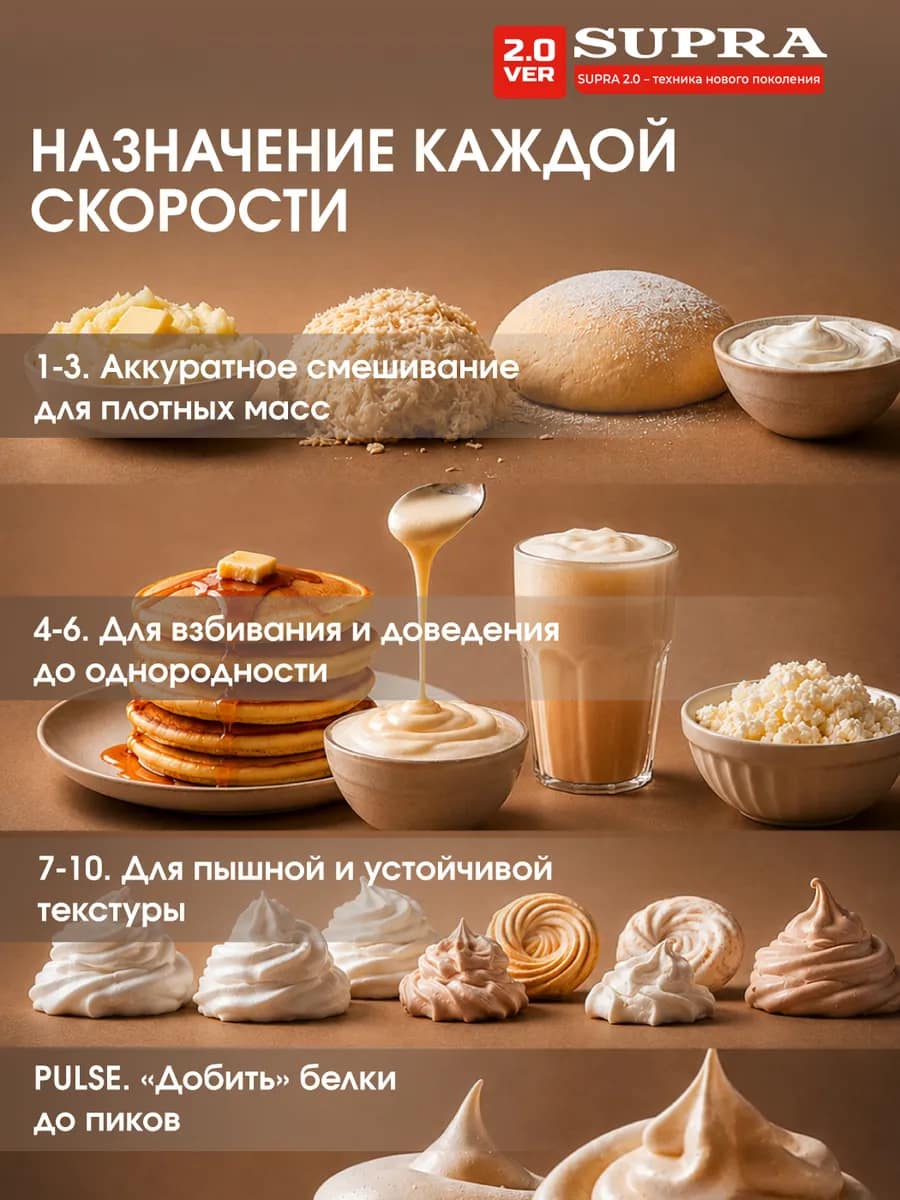 2.0
VER
SUPRA
SUPRA 2.0 – техника нового поколения
НАЗНАЧЕНИЕ КАЖДОЙ
СКОРОСТИ
1-3. Аккуратное смешивание
для плотных масс
4-6. Для взбивания и доведения
до однородности
7-10. Для пышной и устойчивой
текстуры
PULSE. «Добить» белки
до пиков